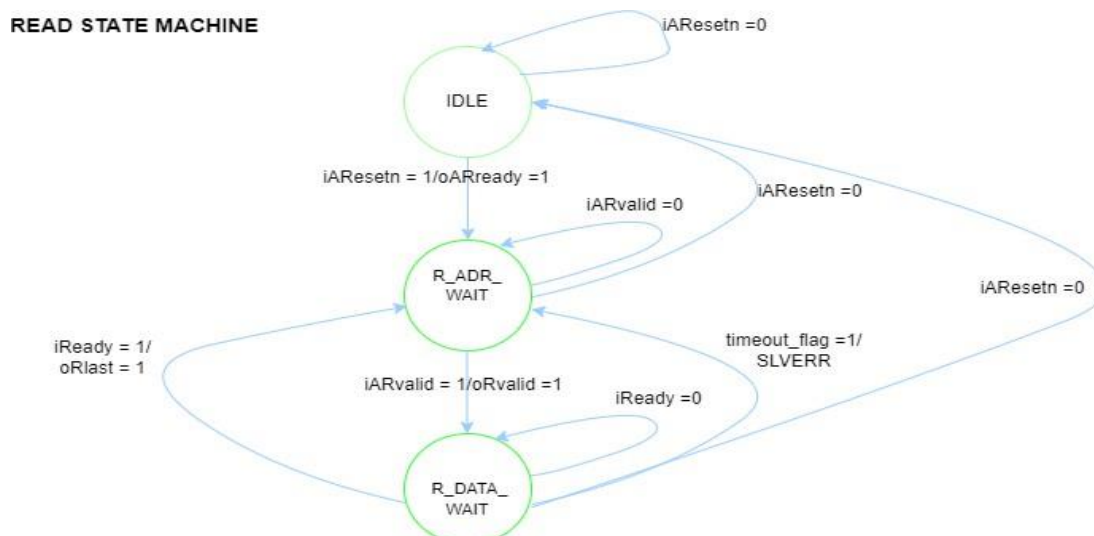 READ STATE MACHINE
iAResetn =0
IDLE
iAResetn = 1/oARready =1
iAResetn =0
iARvalid =0
R_ADR_
WAIT
iAResetn =0
iReady = 1/
oRlast = 1
timeout_flag =1/
SLVERR
iARvalid = 1/oRvalid =1
iReady =0
R_DATA_
WAIT